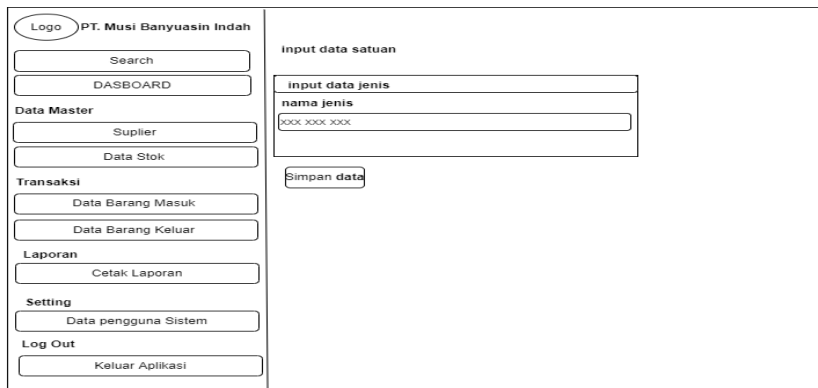 Logo
PT. Musi Banyuasin Indah
Search
DASBOARD
Data Master
Suplier
Data Stok
Transaksi
Data Barang Masuk
Data Barang Keluar
Laporan
Cetak Laporan
Setting
Data pengguna Sistem
Log Out
Keluar Aplikasi
input data satuan
input data jenis
nama jenis
xxx xxx xxx
Simpan data